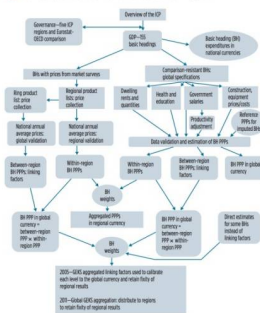 Overview of the ICP
Governance–five ICP
regions and Eurostat-
OECD comparison
GDP–155
basic headings
Basic heading (BH)
expenditures in
national currencies
BHs with prices from market surveys
Comparison-resistant BHs:
global specifications
Ring product
list: price
collection
Regional product
lists: price
collection
Dwelling
rents and
quantities
Health and
education
Government
salaries
Construction,
equipment:
prices/costs
Productivity
adjustment
Reference
PPPs for
imputed BHs
National annual
average prices:
global validation
National annual
average prices:
regional validation
Data validation and estimation of BH PPPs
Between-region
BH PPPs: linking
factors
Within-region
BH PPPs
Within-region
BH PPPs
Between-region
BH PPPs: linking
factors
BH PPP in global
currency
BH
weights
Aggregated PPPs
in regional currency
BH PPP in global
currency =
between-region
PPP × within-region
PPP
BH PPP in global
currency =
between-region
PPP × within-
region PPP
Direct estimates
for some BHs
instead of
linking factors
BH
weights
2005–GEKS aggregated linking factors used to calibrate
each level to the global currency and retain fixity of
regional results
2011–Global GEKS aggregation: distribute to regions
to retain fixity of regional results